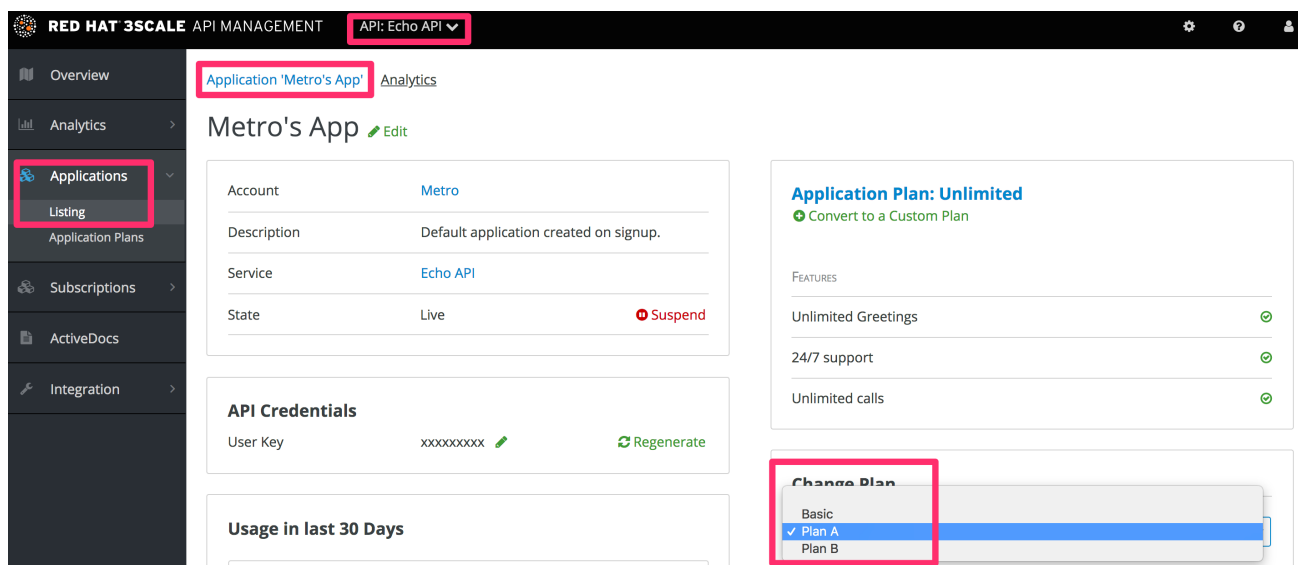 RED HAT 3SCALE API MANAGEMENT
API: Echo API
Overview
Analytics
Applications
Listing
Application Plans
Subscriptions
ActiveDocs
Integration
Application 'Metro's App'
Analytics
Metro's App
Edit
Account Metro
Description Default application created on signup.
Service Echo API
State Live Suspend
API Credentials
User Key xxxxxxxxx Regenerate
Usage in last 30 Days
Application Plan: Unlimited
Convert to a Custom Plan
FEATURES
Unlimited Greetings
24/7 support
Unlimited calls
Change Plan
Basic
✓ Plan A
Plan B